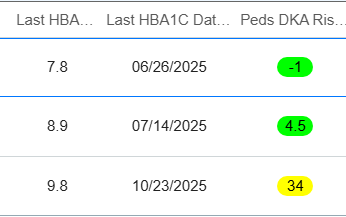 Last HBA… Last HBA1C Dat… Peds DKA Ris…
7.8 06/26/2025 -1
8.9 07/14/2025 4.5
9.8 10/23/2025 34